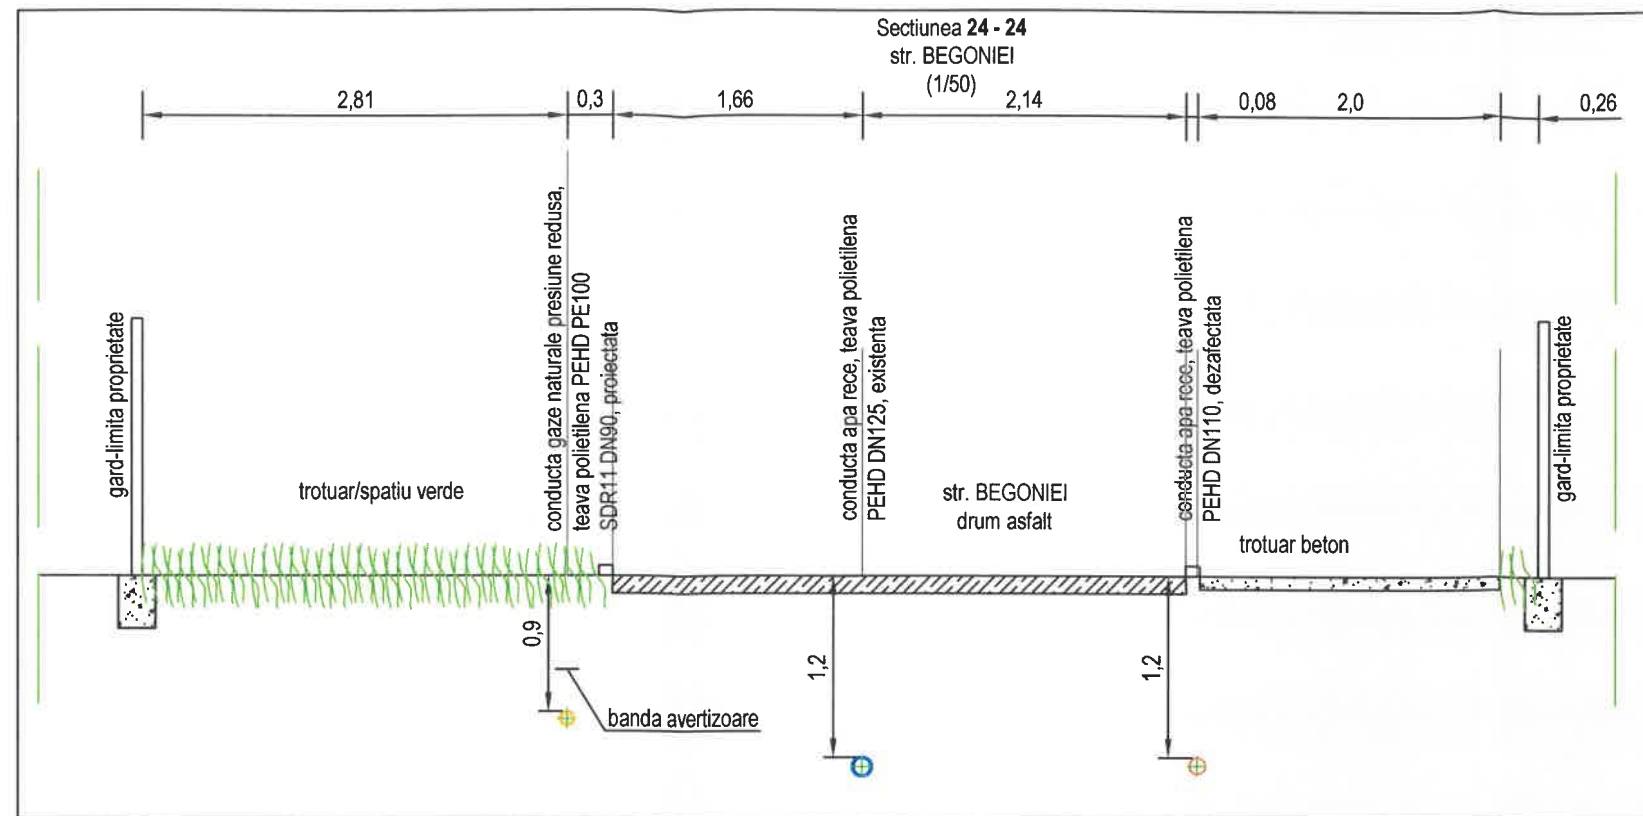 Sectiunea 24 - 24
str. BEGONIEI
(1/50)
2,81
0,3
1,66
2,14
0,08
2,0
0,26
gard-limita proprietate
trotuar/spatiu verde
conducta gaze naturale presiune redusa,
teava polietilena PEHD PE100
SDR11 DN90, proiectata
conducta apa rece, teava polietilena
PEHD DN125, existenta
str. BEGONIEI
drum asfalt
conducta apa rece, teava polietilena
PEHD DN110, dezafectata
trotuar beton
gard-limita proprietate
0,9
1,2
1,2
banda avertizoare